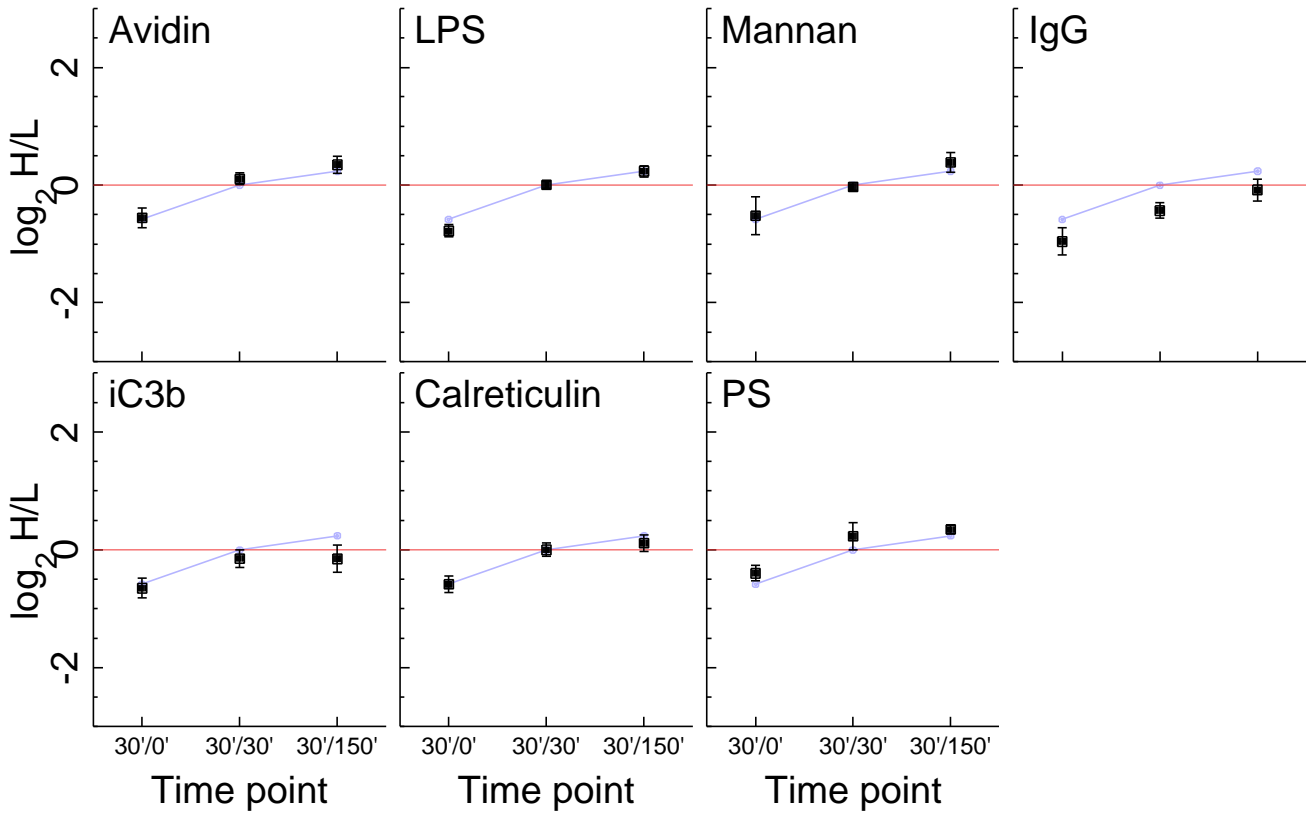 Avidin
LPS
Mannan
IgG
2
0
-2
log2 H/L
iC3b
Calreticulin
PS
2
0
-2
log2 H/L
30'/0' 30'/30' 30'/150'
30'/0' 30'/30' 30'/150'
30'/0' 30'/30' 30'/150'
Time point
Time point
Time point